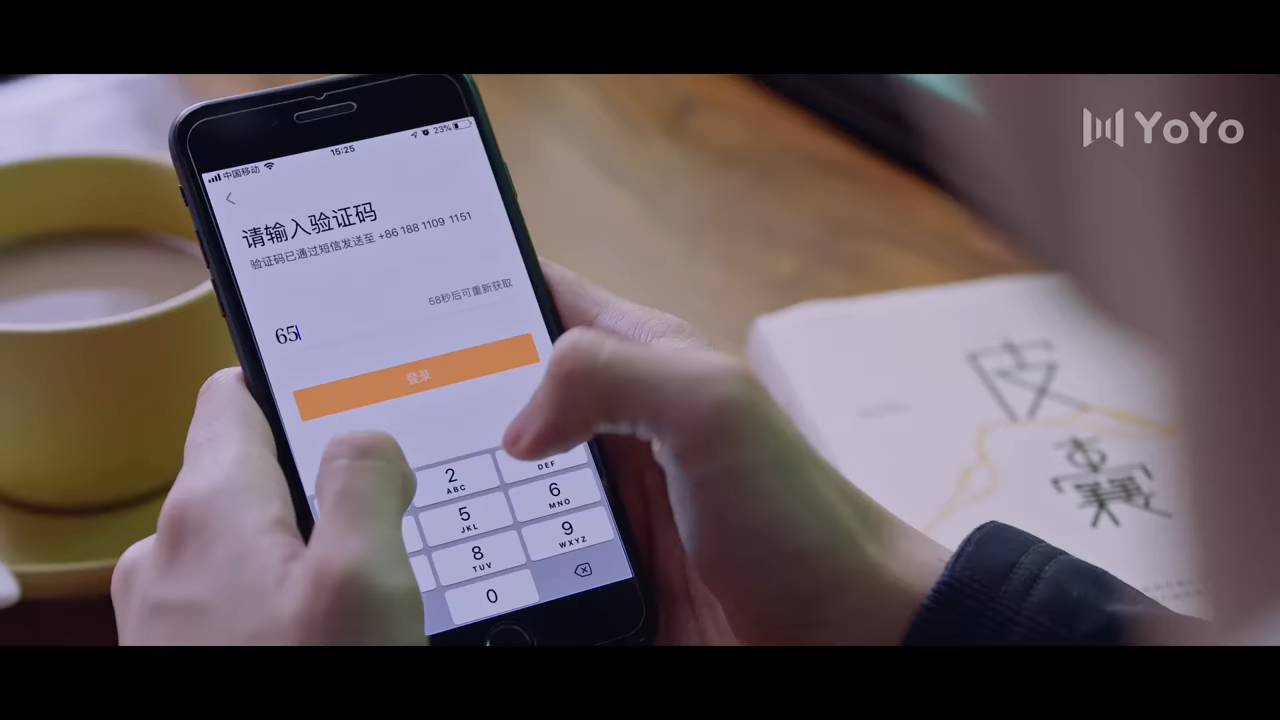 YoYo
中国移动
15:25
23%
请输入验证码
验证码已通过短信发送至 +86 188 1109 1151
58秒后可重新获取
65
登录
2
ABC
DEF
5
JKL
6
MNO
8
TUV
9
WXYZ
0
皮
囊